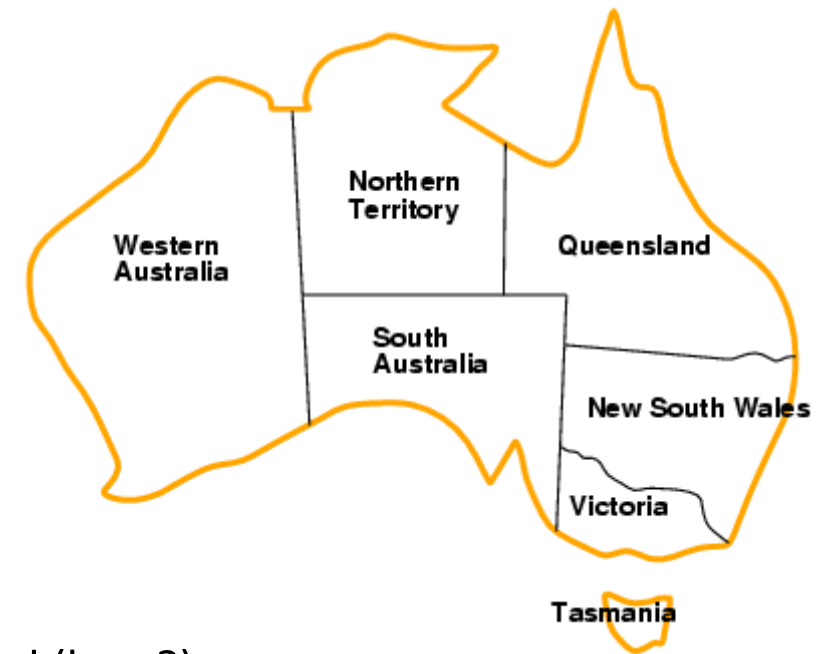 Northern
Territory
Western
Australia
Queensland
South
Australia
New South Wales
Victoria
Tasmania